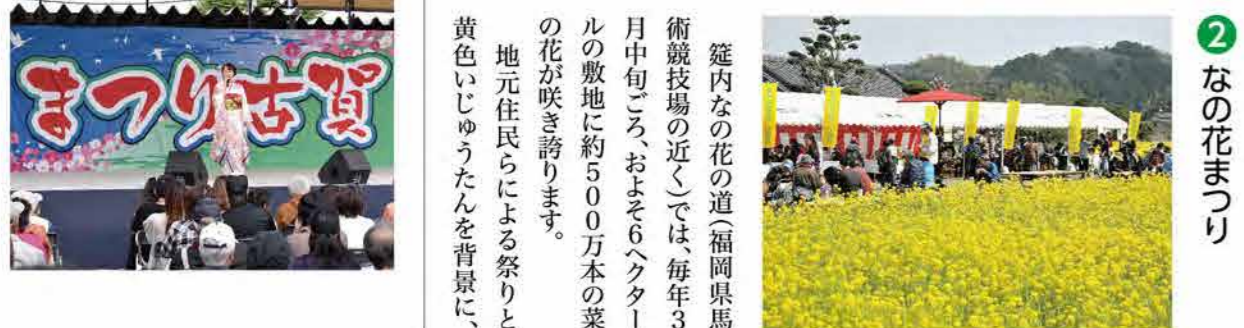 ❷ なの花まつり
筵内なの花の道（福岡県馬
術競技場の近く）では、毎年3
月中旬ごろ、およそ6ヘクター
ルの敷地に約500万本の菜
の花が咲き誇ります。
地元住民らによる祭りと
黄色いじゅうたんを背景に、
まつり古賀